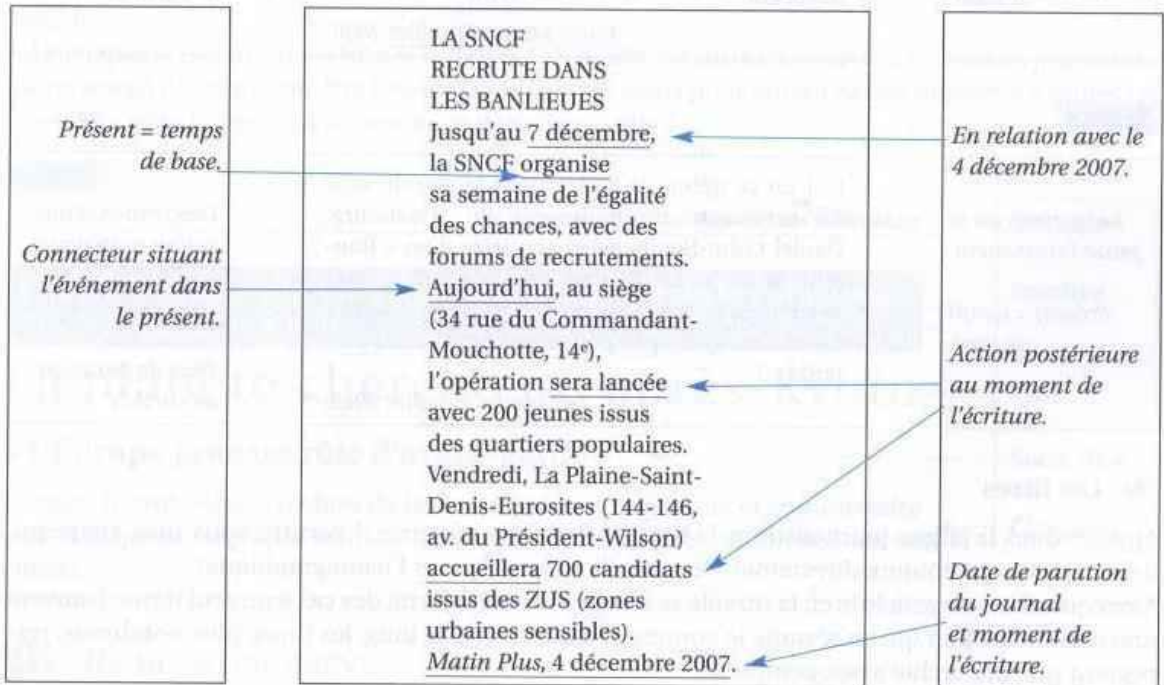 Présent = temps
de base.
Connecteur situant
l'événement dans
le présent.
LA SNCF
RECRUTE DANS
LES BANLIEUES
Jusqu'au 7 décembre,
la SNCF organise
sa semaine de l'égalité
des chances, avec des
forums de recrutements.
Aujourd'hui, au siège
(34 rue du Commandant-
Mouchotte, 14e),
l'opération sera lancée
avec 200 jeunes issus
des quartiers populaires.
Vendredi, La Plaine-Saint-
Denis-Eurosites (144-146,
av. du Président-Wilson)
accueillera 700 candidats
issus des ZUS (zones
urbaines sensibles).
Matin Plus, 4 décembre 2007.
En relation avec le
4 décembre 2007.
Action postérieure
au moment de
l'écriture.
Date de parution
du journal
et moment de
l'écriture.